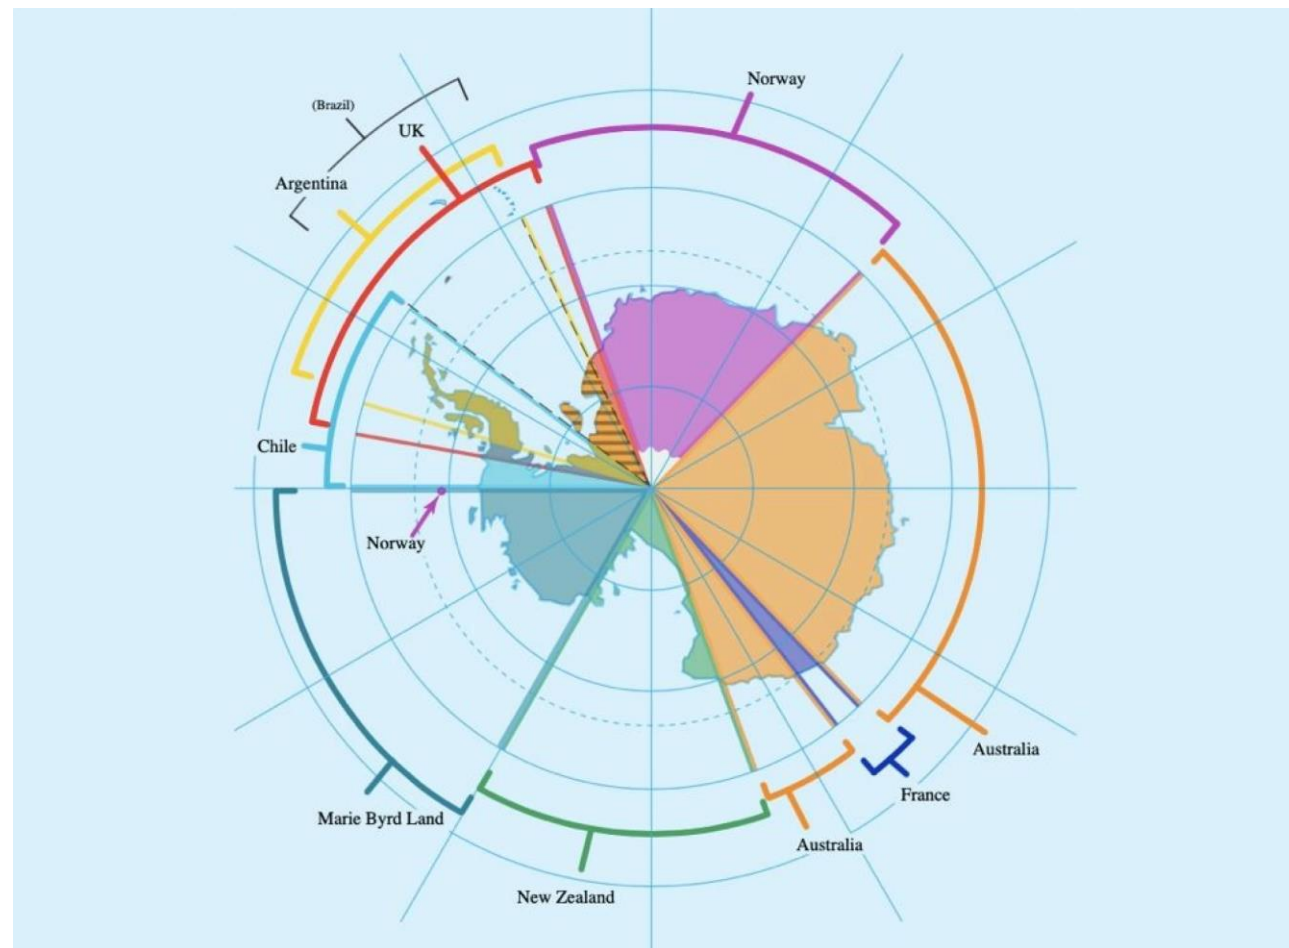 Norway
(Brazil)
UK
Argentina
Chile
Norway
Australia
France
Marie Byrd Land
Australia
New Zealand